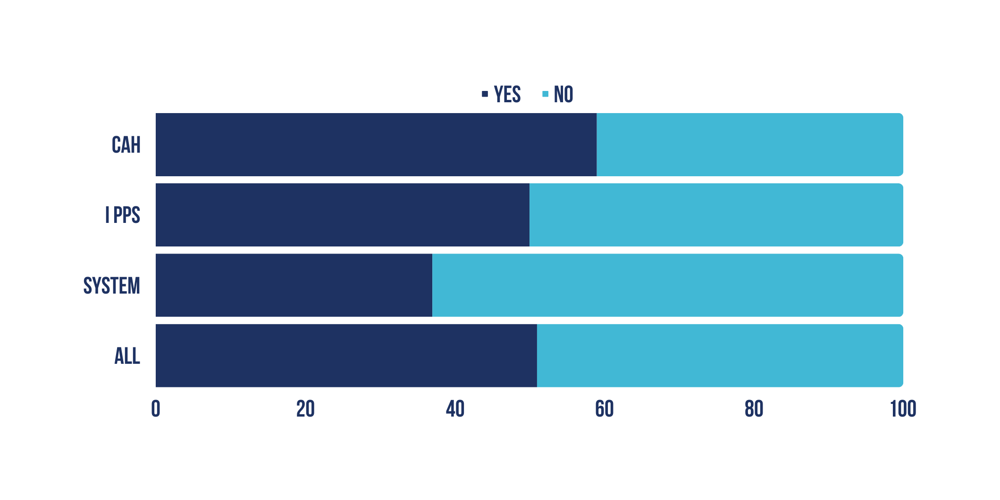 YES NO
CAH
I PPS
SYSTEM
ALL
0 20 40 60 80 100